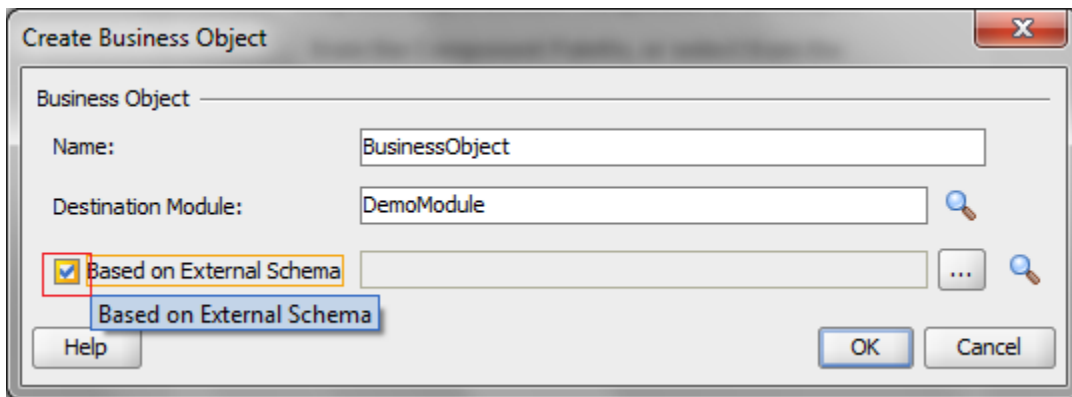 Create Business Object
Business Object
Name: BusinessObject
Destination Module: DemoModule
Based on External Schema ...
Based on External Schema
Help OK Cancel